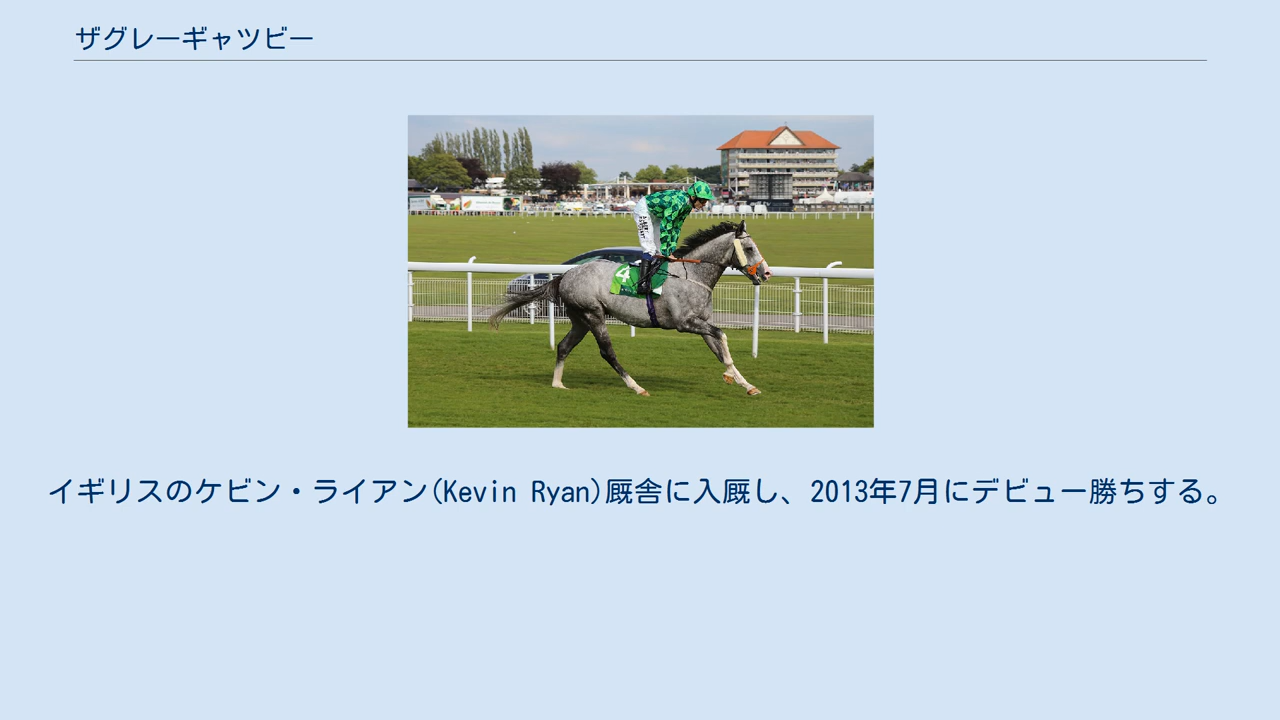 ザグレーギャツビー
4
イギリスのケビン・ライアン(Kevin Ryan)厩舎に入厩し、2013年7月にデビュー勝ちする。